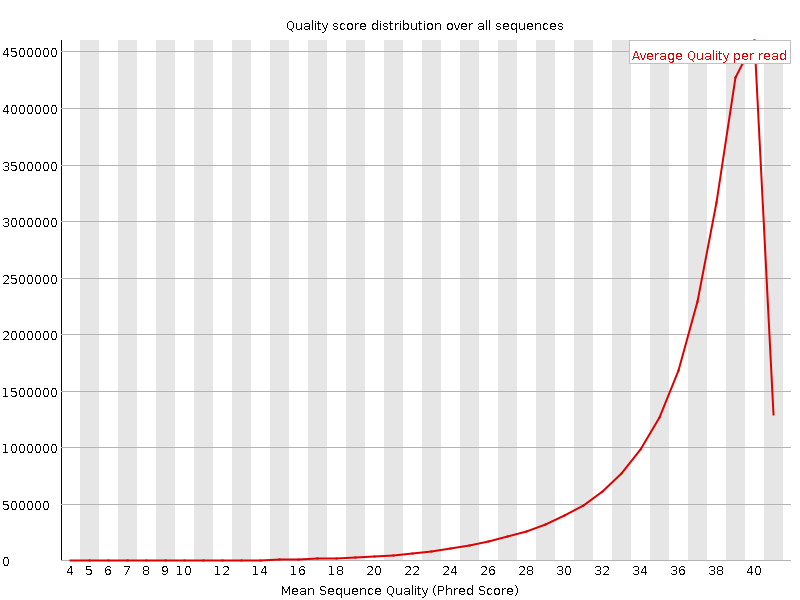 Quality score distribution over all sequences
Average Quality per read
4500000
4000000
3500000
3000000
2500000
2000000
1500000
1000000
500000
0
4 5 6 7 8 9 10 12 14 16 18 20 22 24 26 28 30 32 34 36 38 40
Mean Sequence Quality (Phred Score)